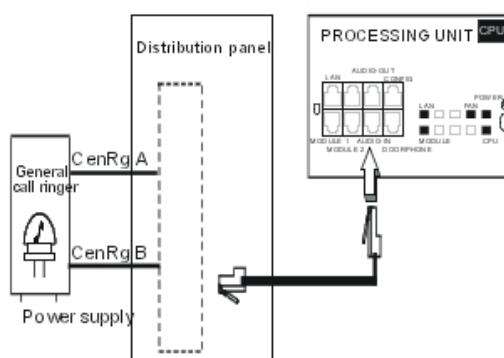 Distribution panel
PROCESSING UNIT
CPU
AUDIO-OUT
LAN
CONFIG
LAN
FAN
POWER
MODULE 1 AUDIO-IN
MODULE 2 DOORPHONE
MODULE
CPU
CenRg A
General
call ringer
CenRg B
Power supply